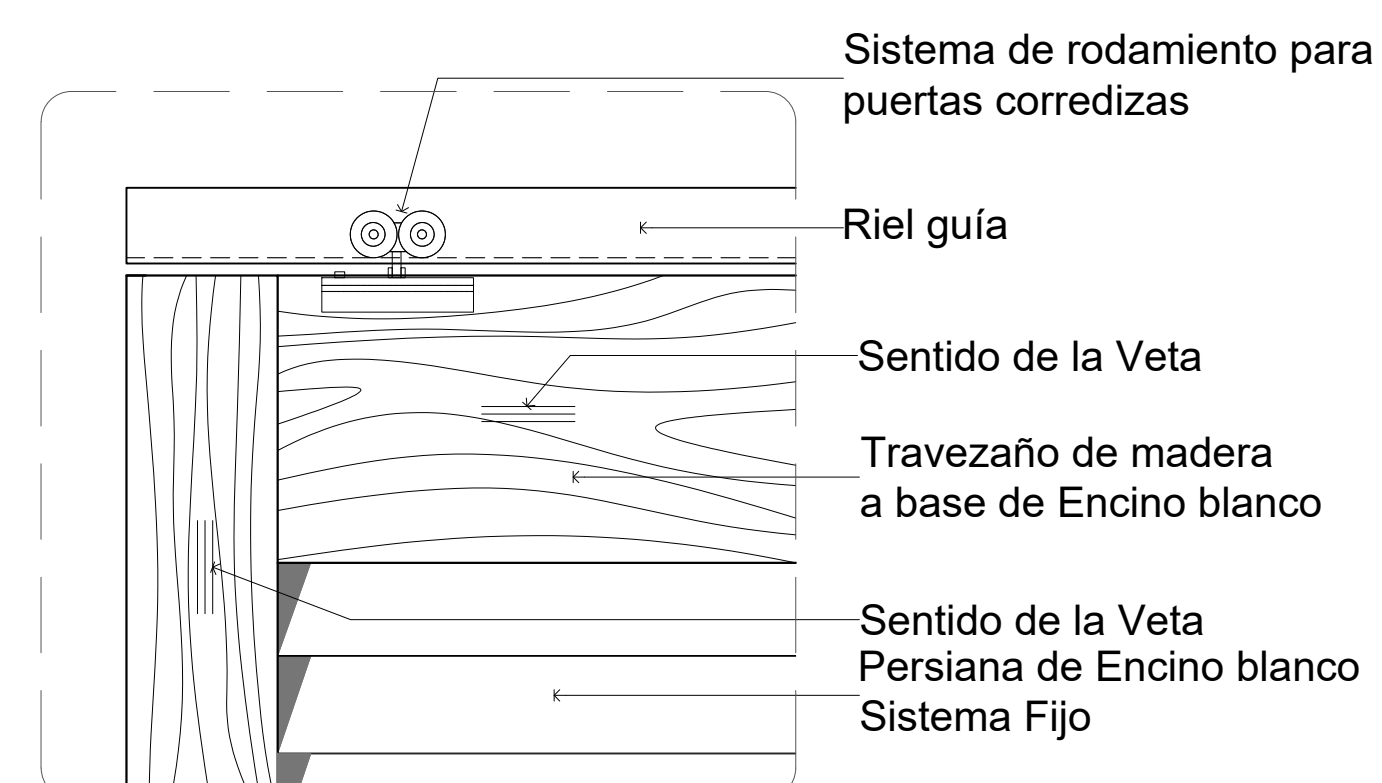 Sistema de rodamiento para
puertas corredizas
Riel guía
Sentido de la Veta
Travezaño de madera
a base de Encino blanco
Sentido de la Veta
Persiana de Encino blanco
Sistema Fijo